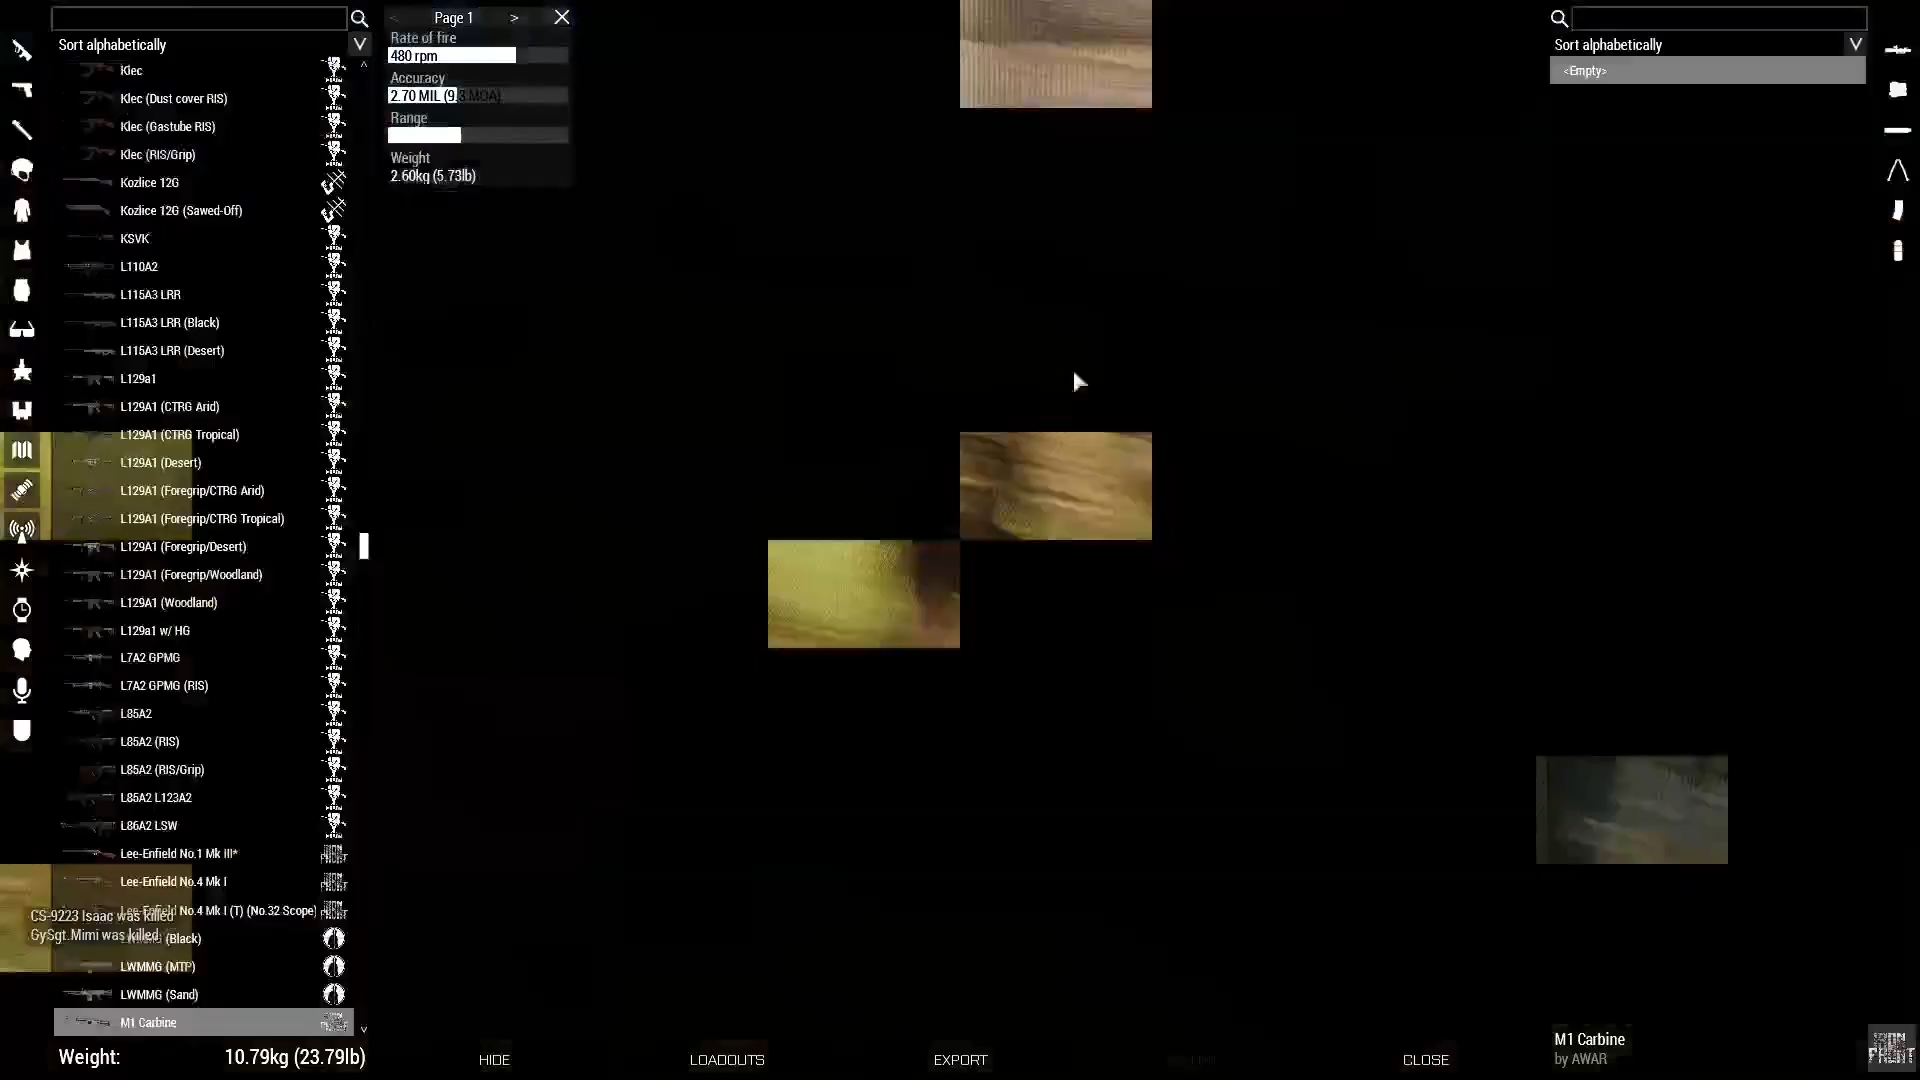 Sort alphabetically
V
Klec
Klec (Dust cover RIS)
Klec (Gastube RIS)
Klec (RIS/Grip)
Kozlice 12G
Kozlice 12G (Sawed-Off)
KSVK
L110A2
L115A3 LRR
L115A3 LRR (Black)
L115A3 LRR (Desert)
L129a1
L129A1 (CTRG Arid)
L129A1 (CTRG Tropical)
L129A1 (Desert)
L129A1 (Foregrip/CTRG Arid)
L129A1 (Foregrip/CTRG Tropical)
L129A1 (Foregrip/Desert)
L129A1 (Foregrip/Woodland)
L129A1 (Woodland)
L129a1 w/ HG
L7A2 GPMG
L7A2 GPMG (RIS)
L85A2
L85A2 (RIS)
L85A2 (RIS/Grip)
L85A2 L123A2
L86A2 LSW
Lee-Enfield No.1 Mk III*
Lee-Enfield No.4 Mk I
Lee-Enfield No.4 Mk I (T) (No.32 Scope)
CS-9223 Isaac was killed
(Black)
GySgt.Mimi was killed
LWMMG (MTP)
LWMMG (Sand)
M1 Carbine
Weight: 10.79kg (23.79lb)
< Page 1 >
Rate of fire
480 rpm
Accuracy
2.70 MIL (9.3 MOA)
Range
Weight
2.60kg (5.73lb)
Sort alphabetically
V
<Empty>
HIDE
LOADOUTS
EXPORT
CLOSE
M1 Carbine
by AWAR